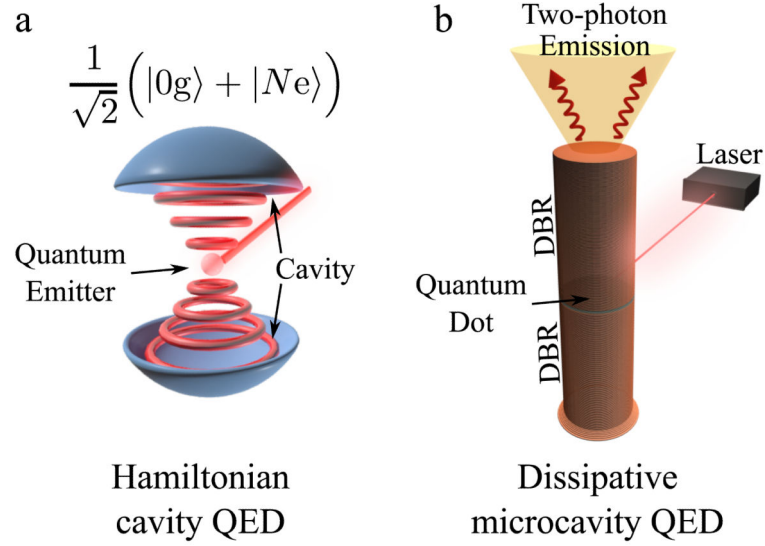 a
1/√2 (|0g⟩ + |Ne⟩)
Quantum
Emitter
Cavity
Hamiltonian
cavity QED
b
Two-photon
Emission
Laser
DBR
Quantum
Dot
DBR
Dissipative
microcavity QED